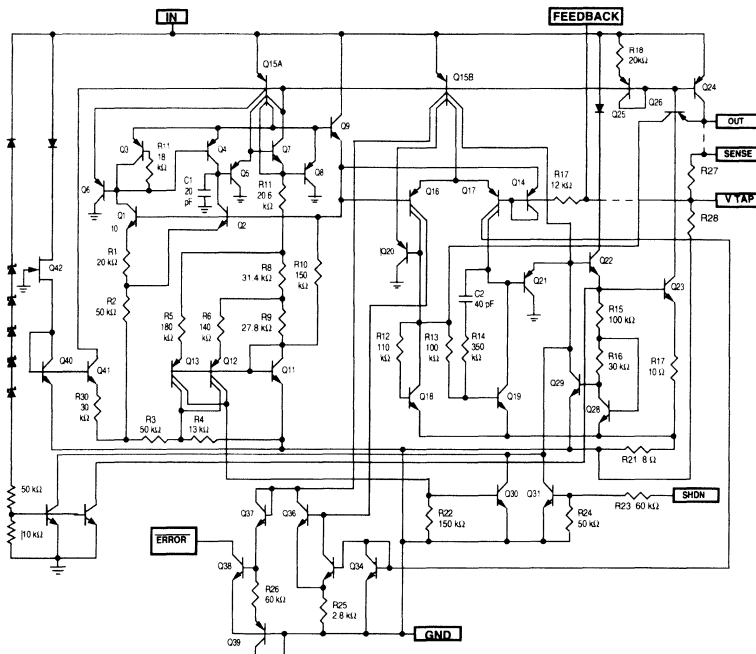 IN
FEEDBACK
R18
20kΩ
Q15A
Q15B
Q24
Q26
Q25
OUT
SENSE
V TAP
Q9
Q3
R11
18
kΩ
Q4
Q7
Q5
Q8
Q6
C1
20
pF
R11
20.6
kΩ
Q16
Q17
Q14
R17
12 kΩ
R27
R28
Q1
10
Q2
R1
20 kΩ
R2
50 kΩ
R8
31.4 kΩ
R10
150
kΩ
Q20
Q42
Q22
Q21
Q23
C2
40 pF
R15
100 kΩ
R5
180
kΩ
R6
140
kΩ
R9
27.8 kΩ
R12
110
kΩ
R13
100
kΩ
R14
350
kΩ
R16
30 kΩ
R17
10 Ω
Q40
Q41
Q13
Q12
Q11
Q18
Q19
Q29
Q28
R30
30
kΩ
R3
50 kΩ
R4
13 kΩ
R21 8 Ω
50 kΩ
10 kΩ
Q37
Q36
R22
150 kΩ
Q30
Q31
R24
50 kΩ
R23 60 kΩ
SHDN
ERROR
Q38
Q34
R26
60 kΩ
R25
2.8 kΩ
Q39
GND